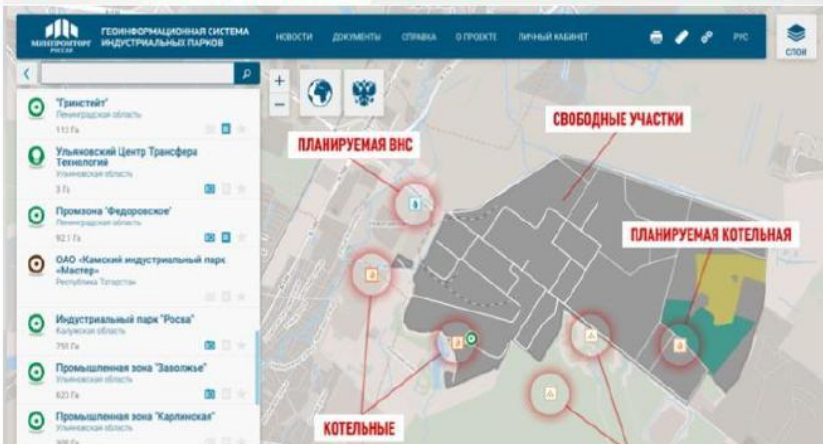 МИНПРОМТОРГ
РОССИИ
ГЕОИНФОРМАЦИОННАЯ СИСТЕМА
ИНДУСТРИАЛЬНЫХ ПАРКОВ
НОВОСТИ ДОКУМЕНТЫ СПРАВКА О ПРОЕКТЕ ЛИЧНЫЙ КАБИНЕТ
РУС
СЛОИ
"Гринстейт"
Ленинградская область
112 Га
Ульяновский Центр Трансфера
Технологий
Ульяновская область
3 Га
Промзона "Федоровское"
Ленинградская область
92.1 Га
ОАО «Камский индустриальный парк
«Мастер»
Республика Татарстан
Индустриальный парк "Росва"
Калужская область
Промышленная зона "Заволжье"
Ульяновская область
623 Га
Промышленная зона "Карлинская"
Ульяновская область
ПЛАНИРУЕМАЯ ВНС
СВОБОДНЫЕ УЧАСТКИ
ПЛАНИРУЕМАЯ КОТЕЛЬНАЯ
КОТЕЛЬНЫЕ